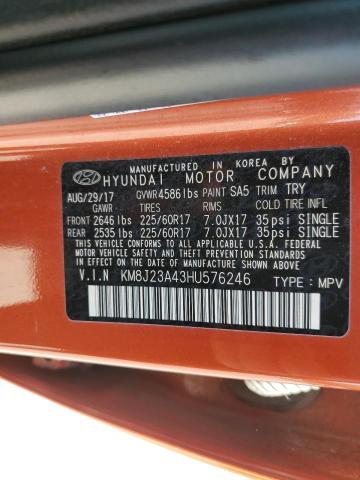 MANUFACTURED BY
HYUNDAI MOTOR COMPANY
AUG/29/17 GVWR 4586 lbs PAINT SA5 TRIM TRY
GAWR TIRES RIMS COLD TIRE INFL
FRONT 2646 lbs 225/60R17 7.0JX17 35psi SINGLE
REAR 2535 lbs 225/60R17 7.0JX17 35psi SINGLE
THIS VEHICLE CONFORMS TO ALL APPLICABLE FEDERAL
MOTOR VEHICLE SAFETY AND THEFT PREVENTION STANDARDS
IN EFFECT ON THE DATE OF MANUFACTURE SHOWN ABOVE.
V.I.N KM8J23A43HU576246
TYPE: MPV